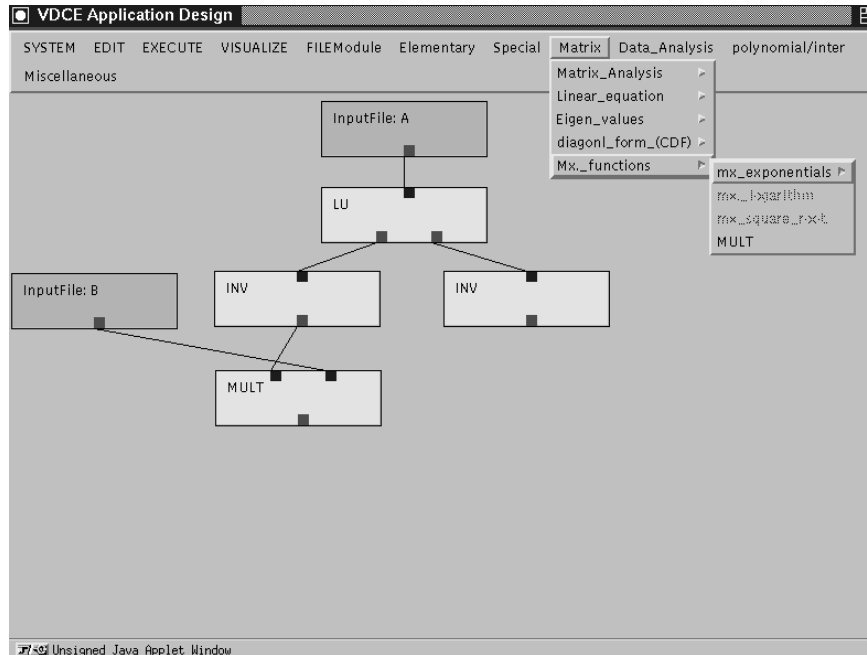 VDCE Application Design
SYSTEM EDIT EXECUTE VISUALIZE FILEModule Elementary Special Matrix Data_Analysis polynomial/inter
Miscellaneous
Matrix_Analysis
Linear_equation
Eigen_values
diagonl_form_(CDF)
Mx._functions
mx_exponentials
mx_square_r-x-t
MULT
InputFile: A
LU
InputFile: B
INV
INV
MULT
Unsigned Java Applet Window